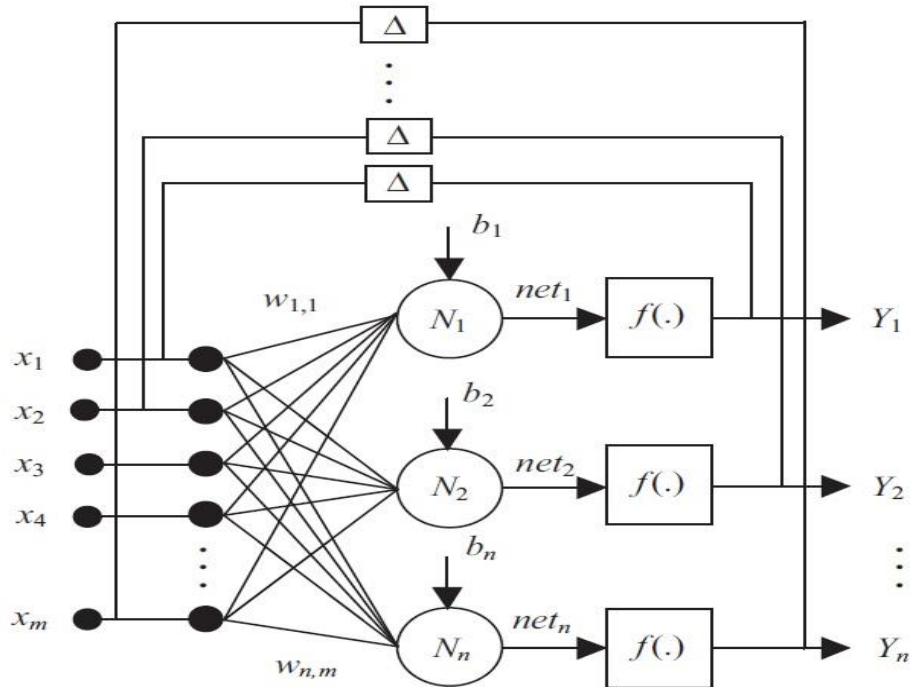 Δ
Δ
Δ
b₁
w₁,₁
N₁
net₁
f(.)
Y₁
x₁
x₂
b₂
x₃
N₂
net₂
f(.)
Y₂
x₄
bₙ
xₘ
Nₙ
netₙ
f(.)
Yₙ
wₙ,ₘ